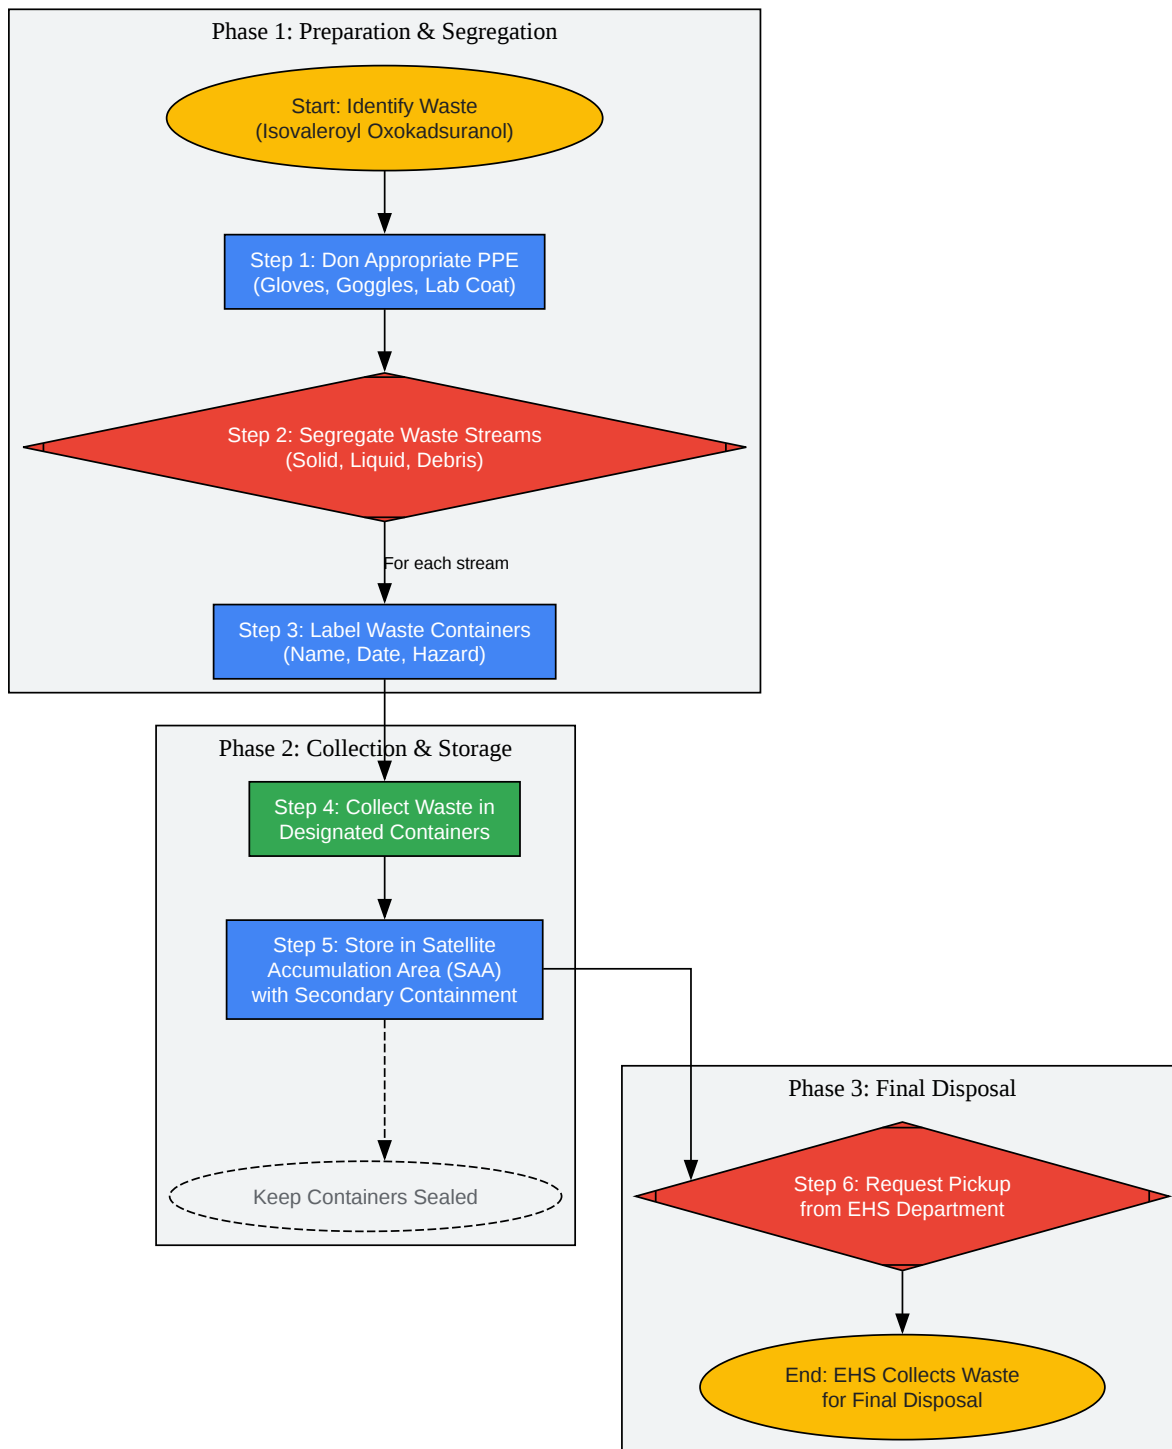 Phase 1: Preparation & Segregation
Start: Identify Waste
(Isovaleroyl Oxokadsuranol)
Step 1: Don Appropriate PPE
(Gloves, Goggles, Lab Coat)
Step 2: Segregate Waste Streams
(Solid, Liquid, Debris)
For each stream
Step 3: Label Waste Containers
(Name, Date, Hazard)
Phase 2: Collection & Storage
Step 4: Collect Waste in
Designated Containers
Step 5: Store in Satellite
Accumulation Area (SAA)
with Secondary Containment
Keep Containers Sealed
Phase 3: Final Disposal
Step 6: Request Pickup
from EHS Department
End: EHS Collects Waste
for Final Disposal